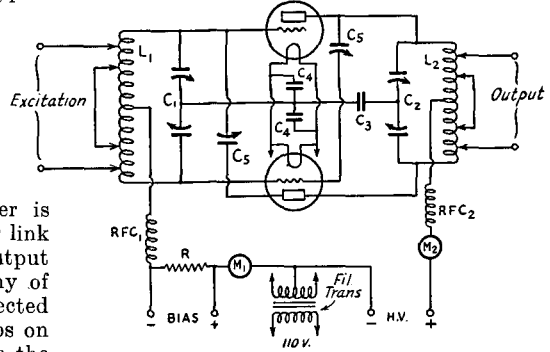 L1
C1
C4
C4
C5
C5
C3
C2
L2
Excitation
Output
RFC1
R
M1
Fil.
Trans
RFC2
M2
- BIAS +
- H.V. +
110 V.
er is
link
utput
ny of
ected
os on
the